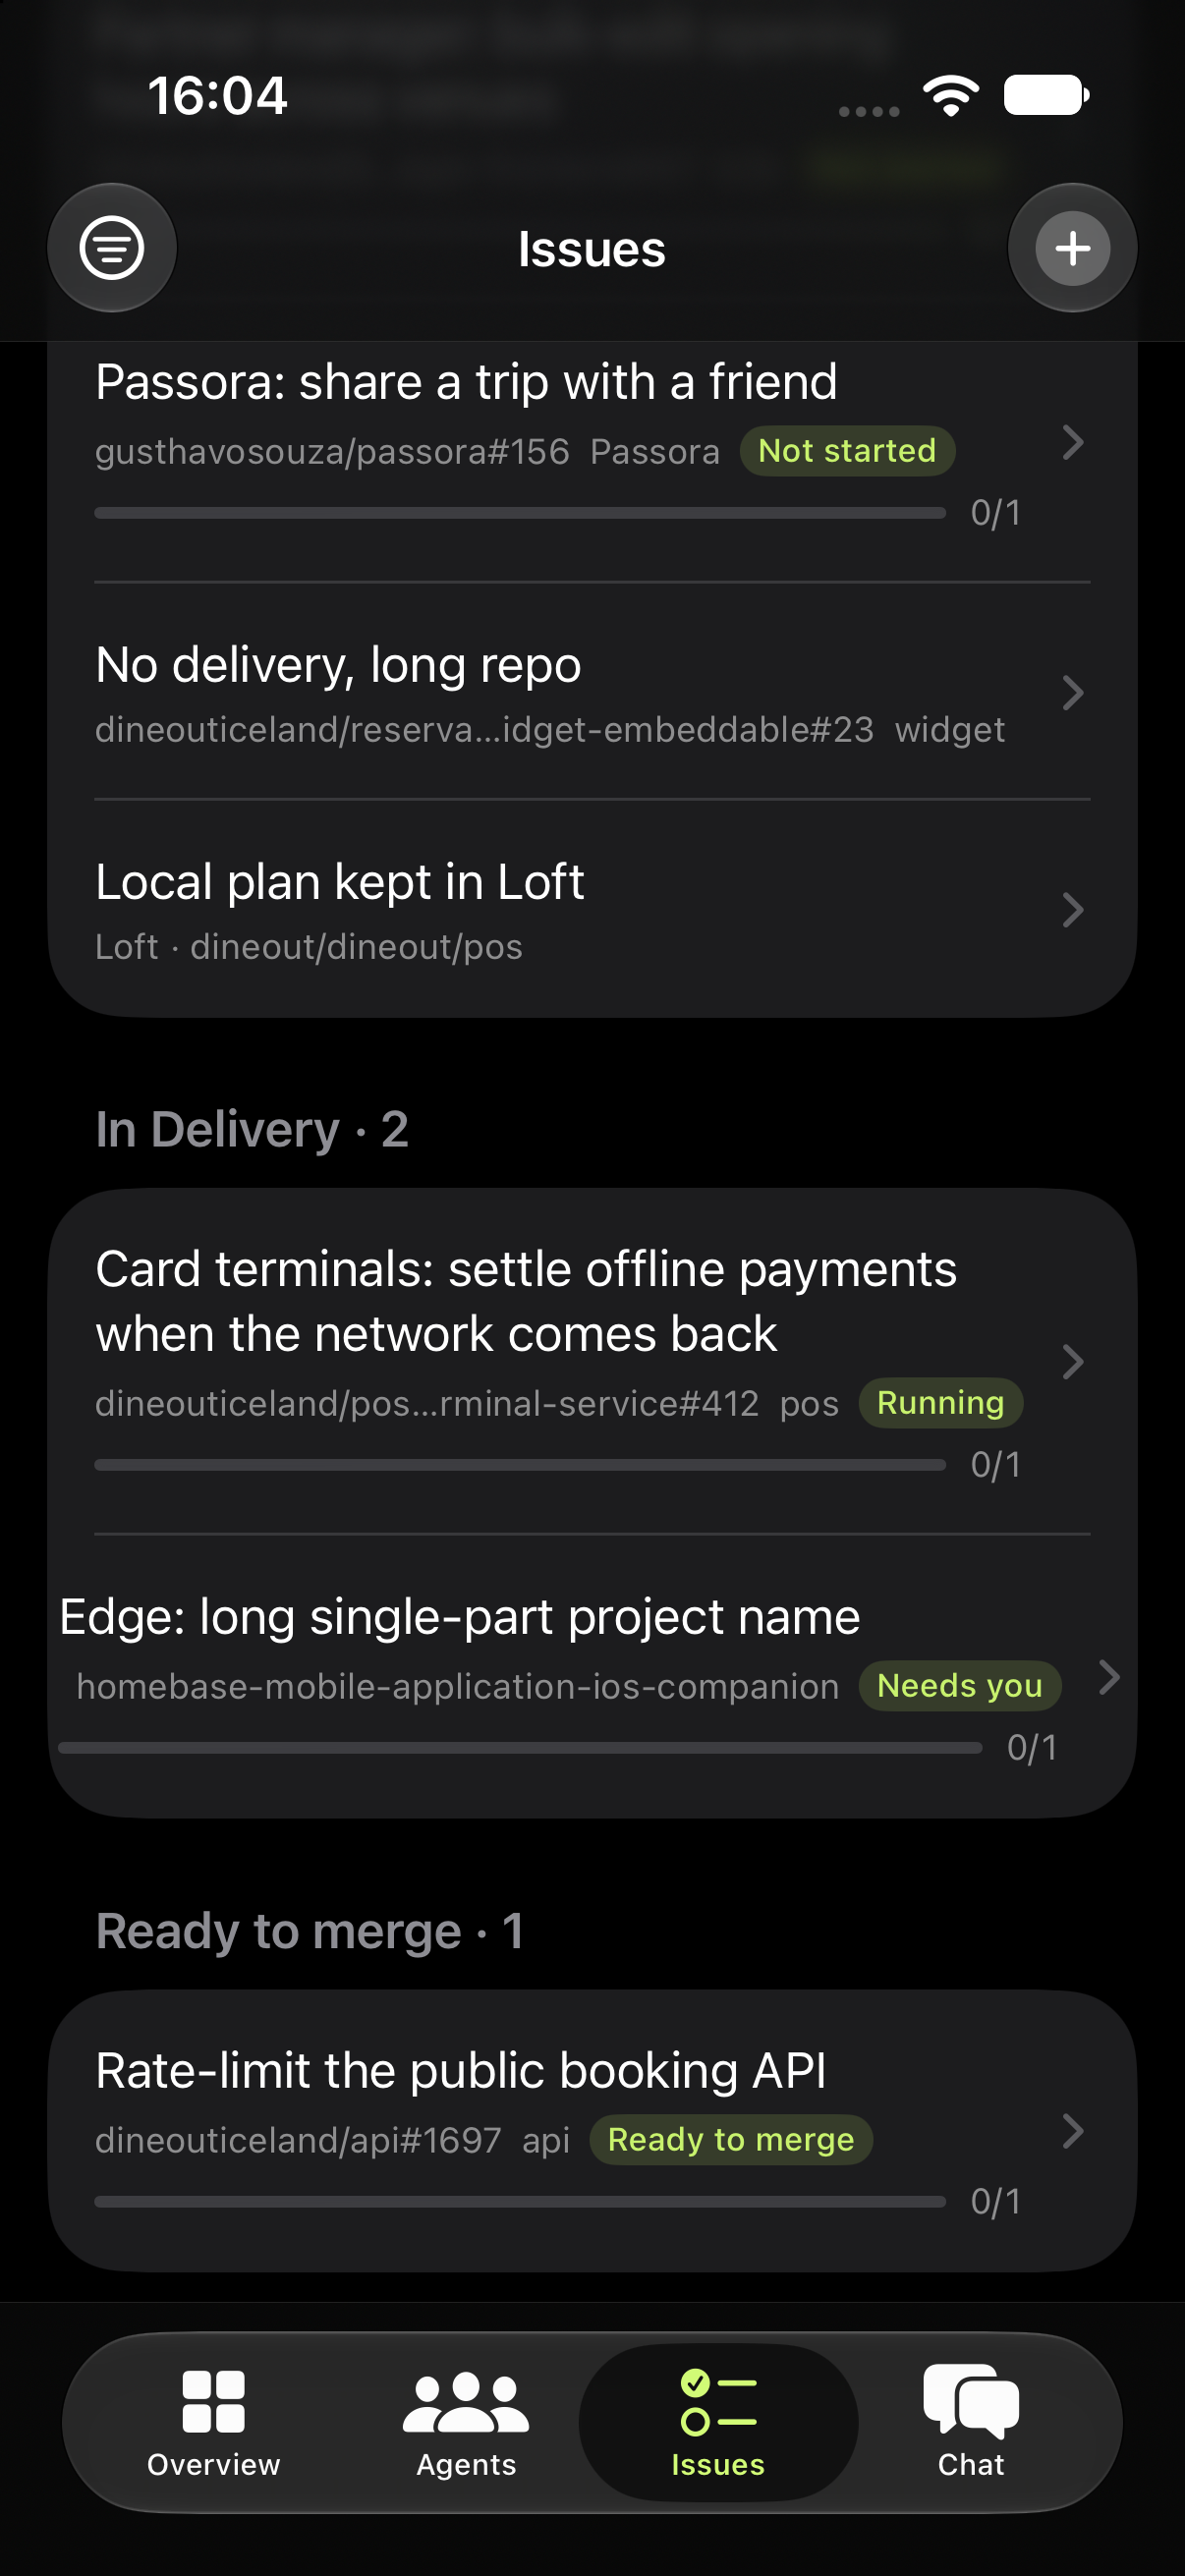 16:04
Issues
Passora: share a trip with a friend
gusthavosouza/passora#156 Passora Not started
0/1
No delivery, long repo
dineouticeland/reserva...idget-embeddable#23 widget
Local plan kept in Loft
Loft · dineout/dineout/pos
In Delivery · 2
Card terminals: settle offline payments
when the network comes back
dineouticeland/pos...rminal-service#412 pos Running
0/1
Edge: long single-part project name
homebase-mobile-application-ios-companion Needs you
0/1
Ready to merge · 1
Rate-limit the public booking API
dineouticeland/api#1697 api Ready to merge
0/1
Overview Agents Issues Chat